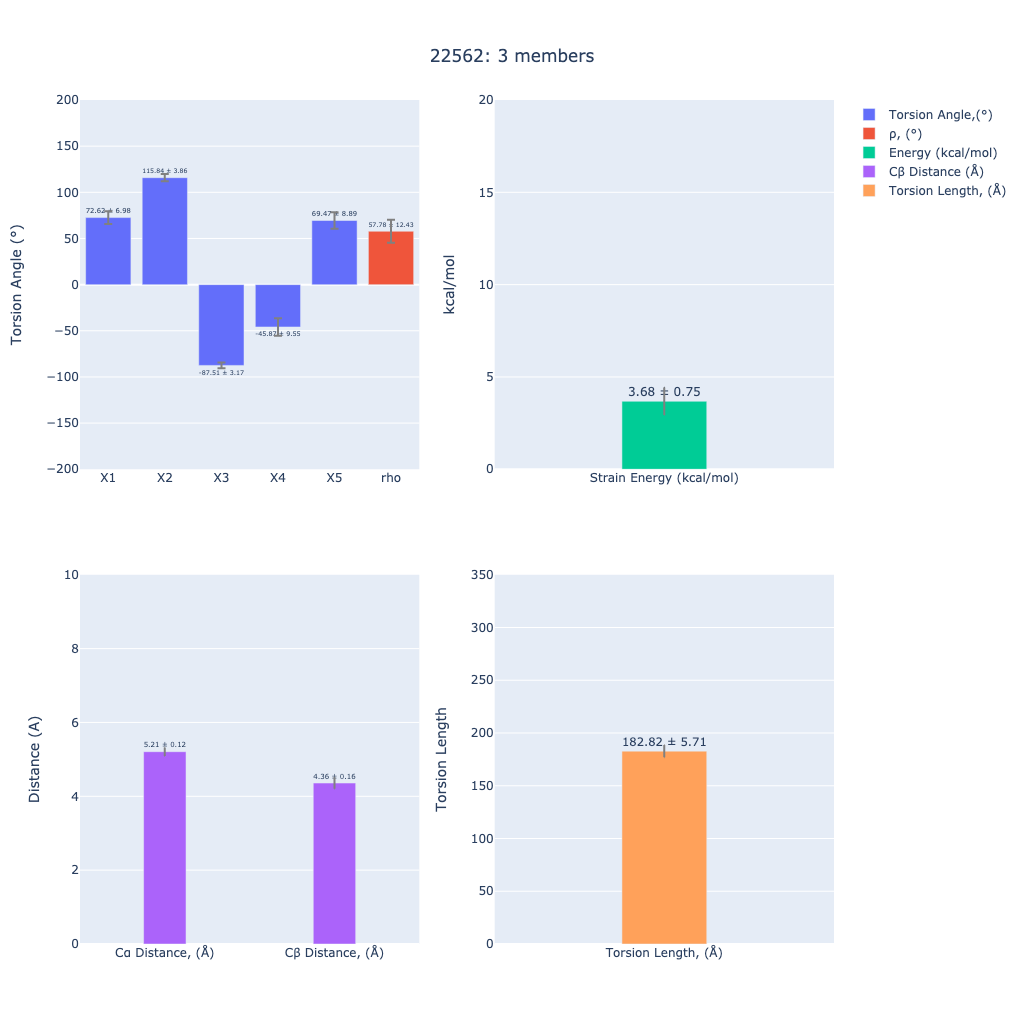 22562: 3 members
200
150
100
50
0
−50
−100
−150
−200
Torsion Angle (°)
72.62 ± 6.98
115.84 ± 3.86
-87.51 ± 3.17
-45.87 ± 9.55
69.47 ± 8.89
57.78 ± 12.43
X1
X2
X3
X4
X5
rho
20
15
10
5
0
kcal/mol
3.68 ± 0.75
Strain Energy (kcal/mol)
Torsion Angle,(°)
ρ, (°)
Energy (kcal/mol)
Cβ Distance (Å)
Torsion Length, (Å)
10
8
6
4
2
0
Distance (A)
5.21 ± 0.12
4.36 ± 0.16
Cα Distance, (Å)
Cβ Distance, (Å)
350
300
250
200
150
100
50
0
Torsion Length
182.82 ± 5.71
Torsion Length, (Å)